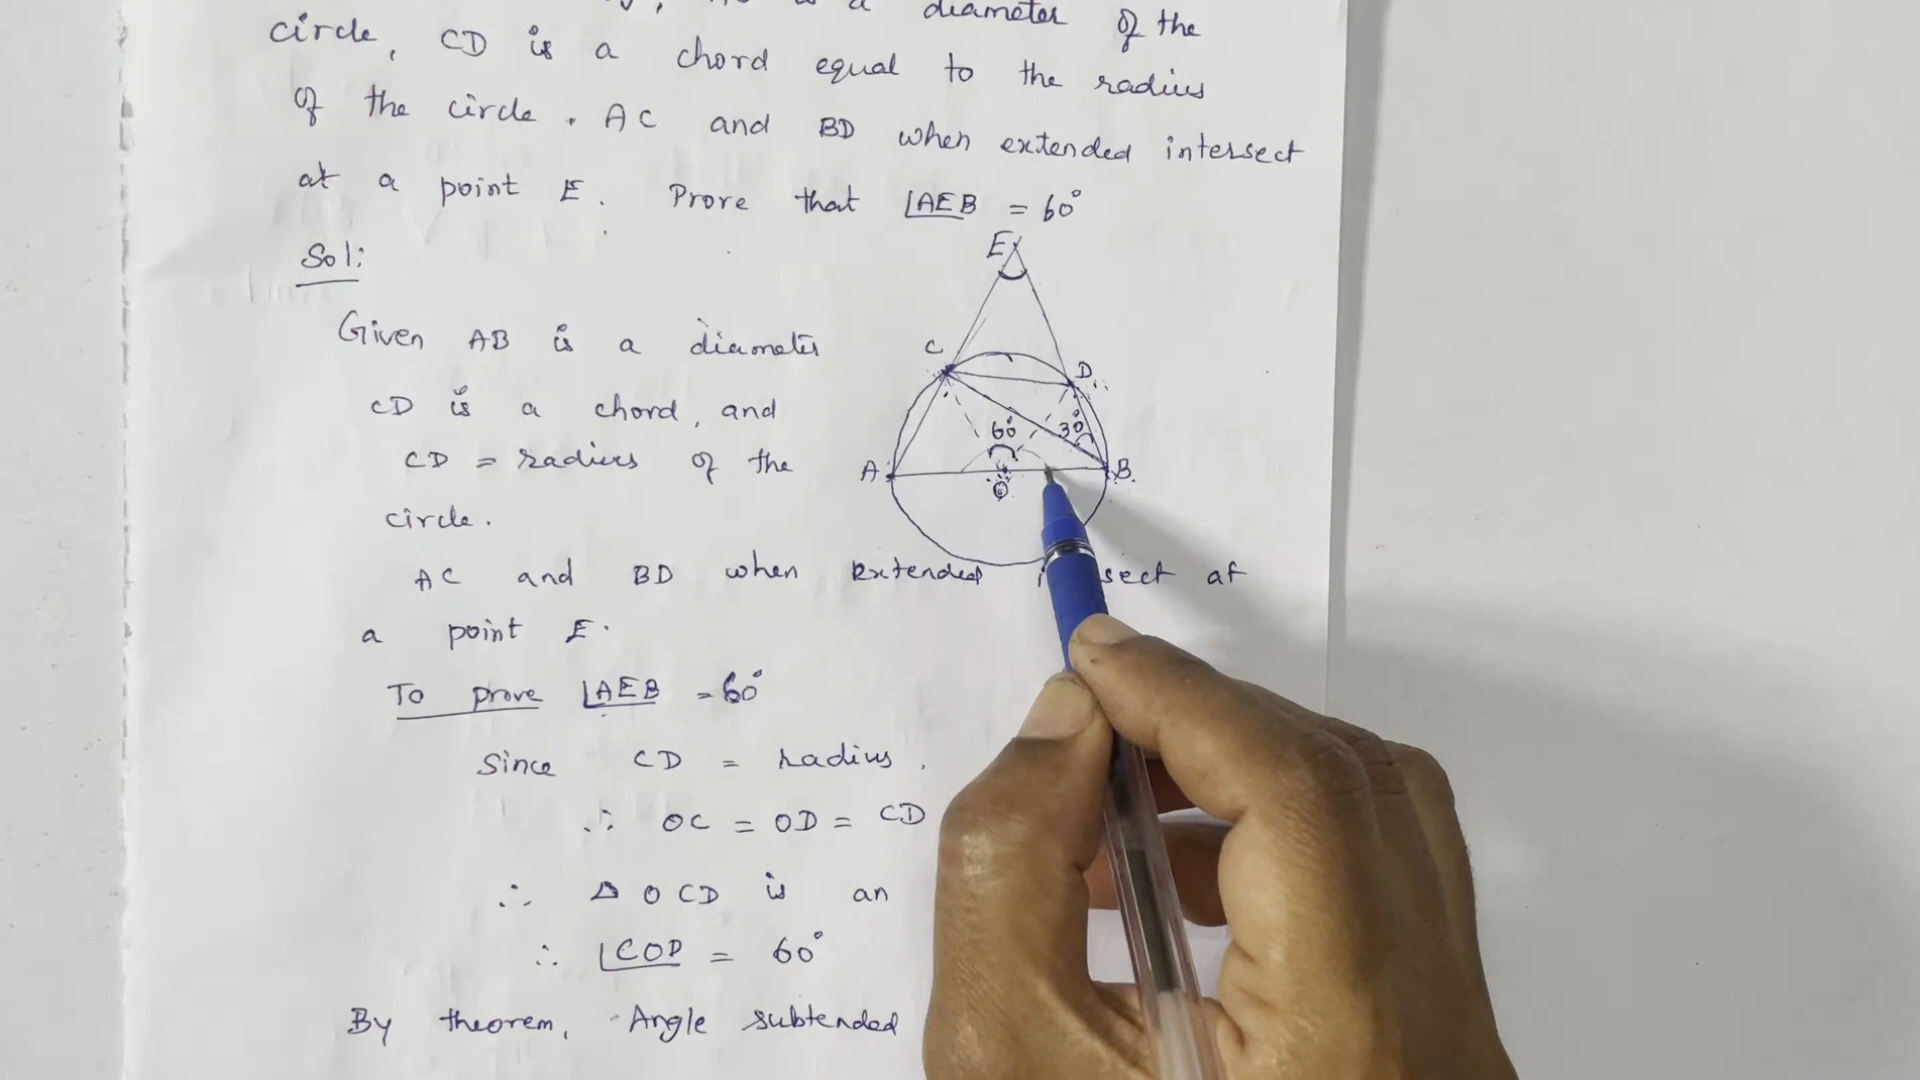 diameter of the
circle, CD is a chord equal to the radius
of the circle. AC and BD when extended intersect
at a point E. Prove that ∠AEB = 60°
Sol:
E
Given AB is a diameter
C
D
CD is a chord, and
60° 30°
CD = radius of the
A
B
O
circle.
AC and BD when Extended sect at
a point E.
To prove ∠AEB = 60°
Since CD = radius.
∴ OC = OD = CD
∴ △ OCD is an
∴ ∠COD = 60°
By theorem, Angle subtended